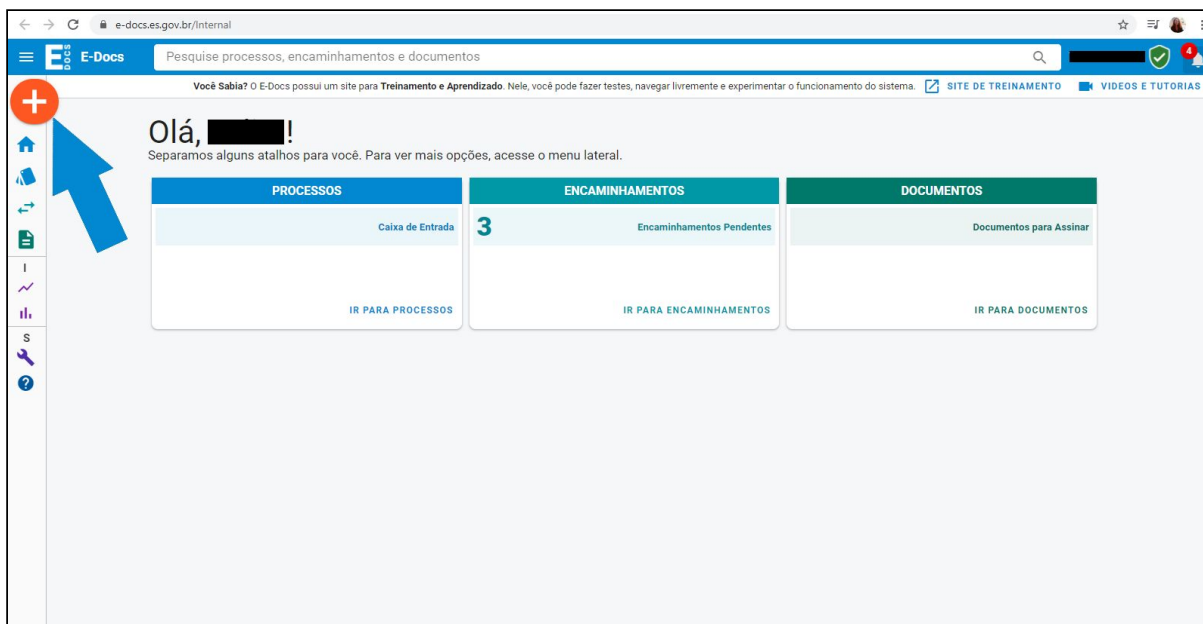 e-docs.es.gov.br/Internal
E DOCS E-Docs Pesquise processos, encaminhamentos e documentos 4
Você Sabia? O E-Docs possui um site para Treinamento e Aprendizado. Nele, você pode fazer testes, navegar livremente e experimentar o funcionamento do sistema. SITE DE TREINAMENTO VIDEOS E TUTORIAS
+
Olá, !
Separamos alguns atalhos para você. Para ver mais opções, acesse o menu lateral.
PROCESSOS ENCAMINHAMENTOS DOCUMENTOS
Caixa de Entrada 3 Encaminhamentos Pendentes Documentos para Assinar
I
IR PARA PROCESSOS IR PARA ENCAMINHAMENTOS IR PARA DOCUMENTOS
S
?